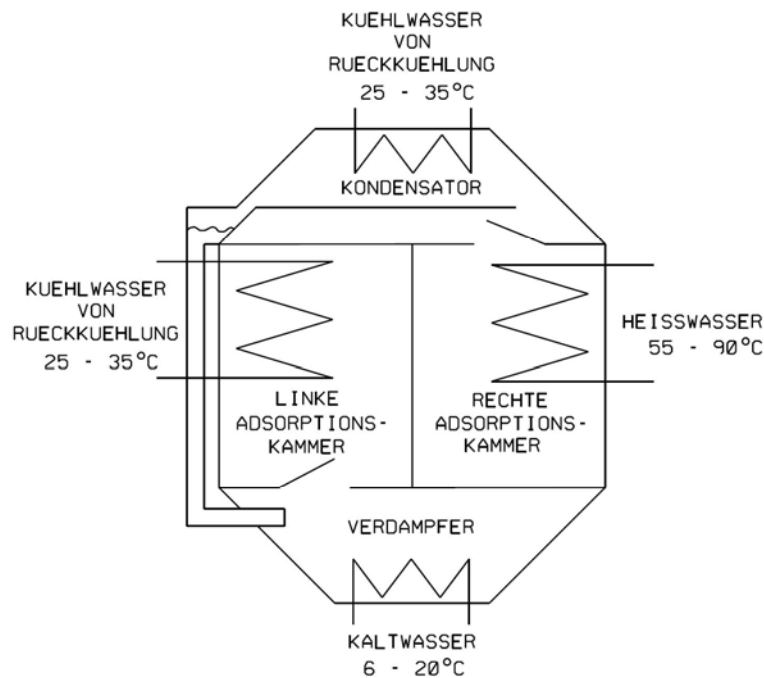 KUEHLWASSER
VON
RUECKKUEHLUNG
25 - 35°C
KONDENSATOR
KUEHLWASSER
VON
RUECKKUEHLUNG
25 - 35°C
HEISSWASSER
55 - 90°C
LINKE
ADSORPTIONS-
KAMMER
RECHTE
ADSORPTIONS-
KAMMER
VERDAMPFER
KALTWASSER
6 - 20°C